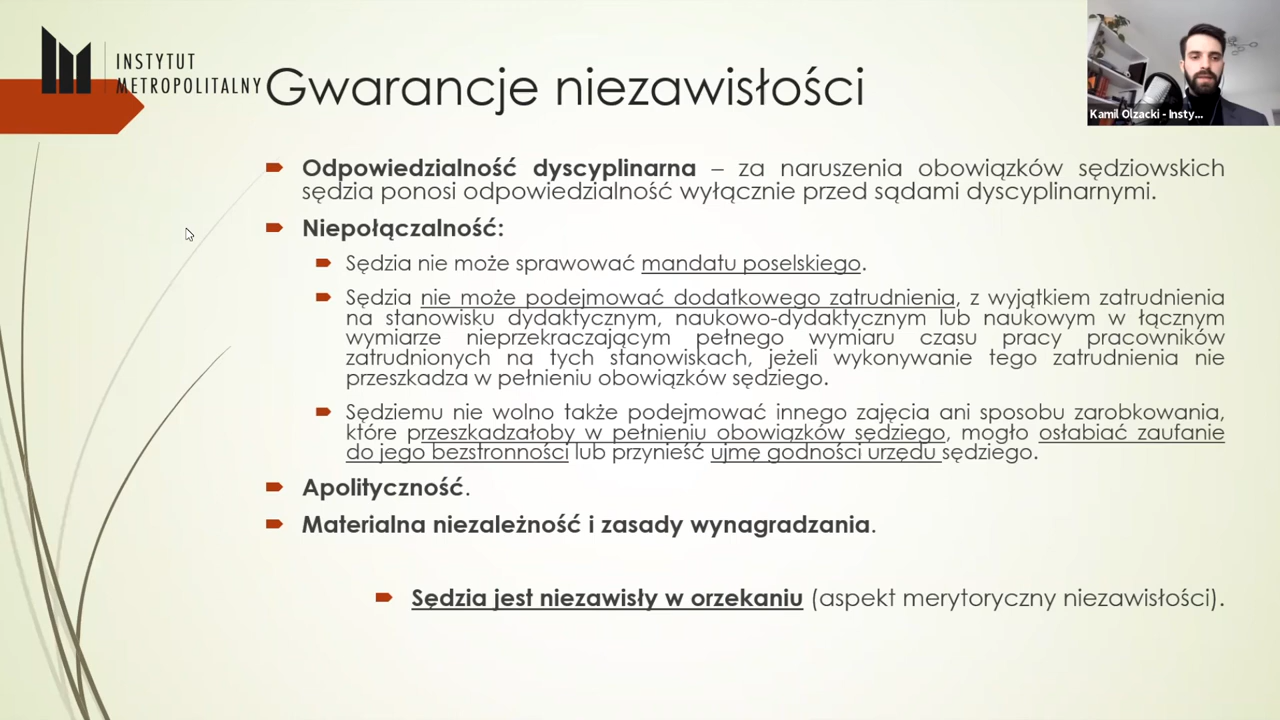 INSTYTUT
METROPOLITALNY
Gwarancje niezawisłości
Kamil Olzacki - Insty...
Odpowiedzialność dyscyplinarna – za naruszenia obowiązków sędziowskich
sędzia ponosi odpowiedzialność wyłącznie przed sądami dyscyplinarnymi.
Niepołączalność:
Sędzia nie może sprawować mandatu poselskiego.
Sędzia nie może podejmować dodatkowego zatrudnienia, z wyjątkiem zatrudnienia
na stanowisku dydaktycznym, naukowo-dydaktycznym lub naukowym w łącznym
wymiarze nieprzekraczającym pełnego wymiaru czasu pracy pracowników
zatrudnionych na tych stanowiskach, jeżeli wykonywanie tego zatrudnienia nie
przeszkadza w pełnieniu obowiązków sędziego.
Sędziemu nie wolno także podejmować innego zajęcia ani sposobu zarobkowania,
które przeszkadzałoby w pełnieniu obowiązków sędziego, mogło osłabiać zaufanie
do jego bezstronności lub przynieść ujmę godności urzędu sędziego.
Apolityczność.
Materialna niezależność i zasady wynagradzania.
Sędzia jest niezawisły w orzekaniu (aspekt merytoryczny niezawisłości).